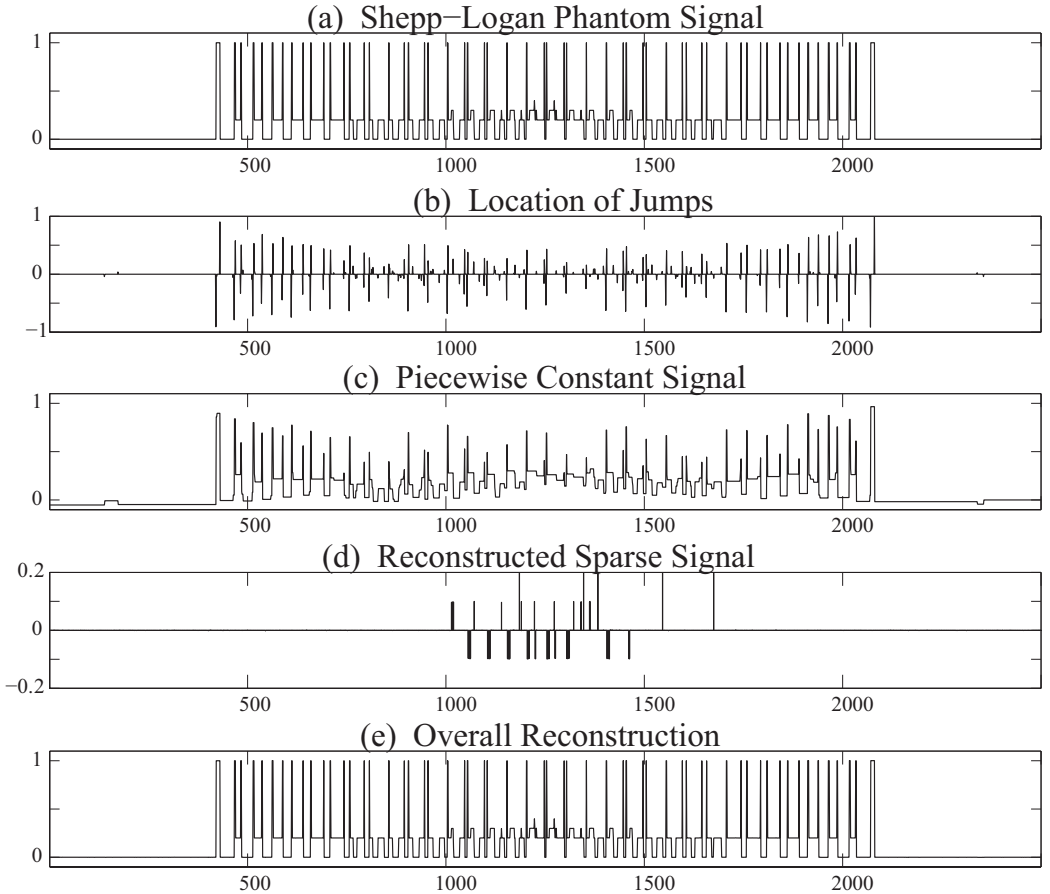 (a) Shepp−Logan Phantom Signal
1
0
500 1000 1500 2000
(b) Location of Jumps
1
0
−1
500 1000 1500 2000
(c) Piecewise Constant Signal
1
0
500 1000 1500 2000
(d) Reconstructed Sparse Signal
0.2
0
−0.2
500 1000 1500 2000
(e) Overall Reconstruction
1
0
500 1000 1500 2000